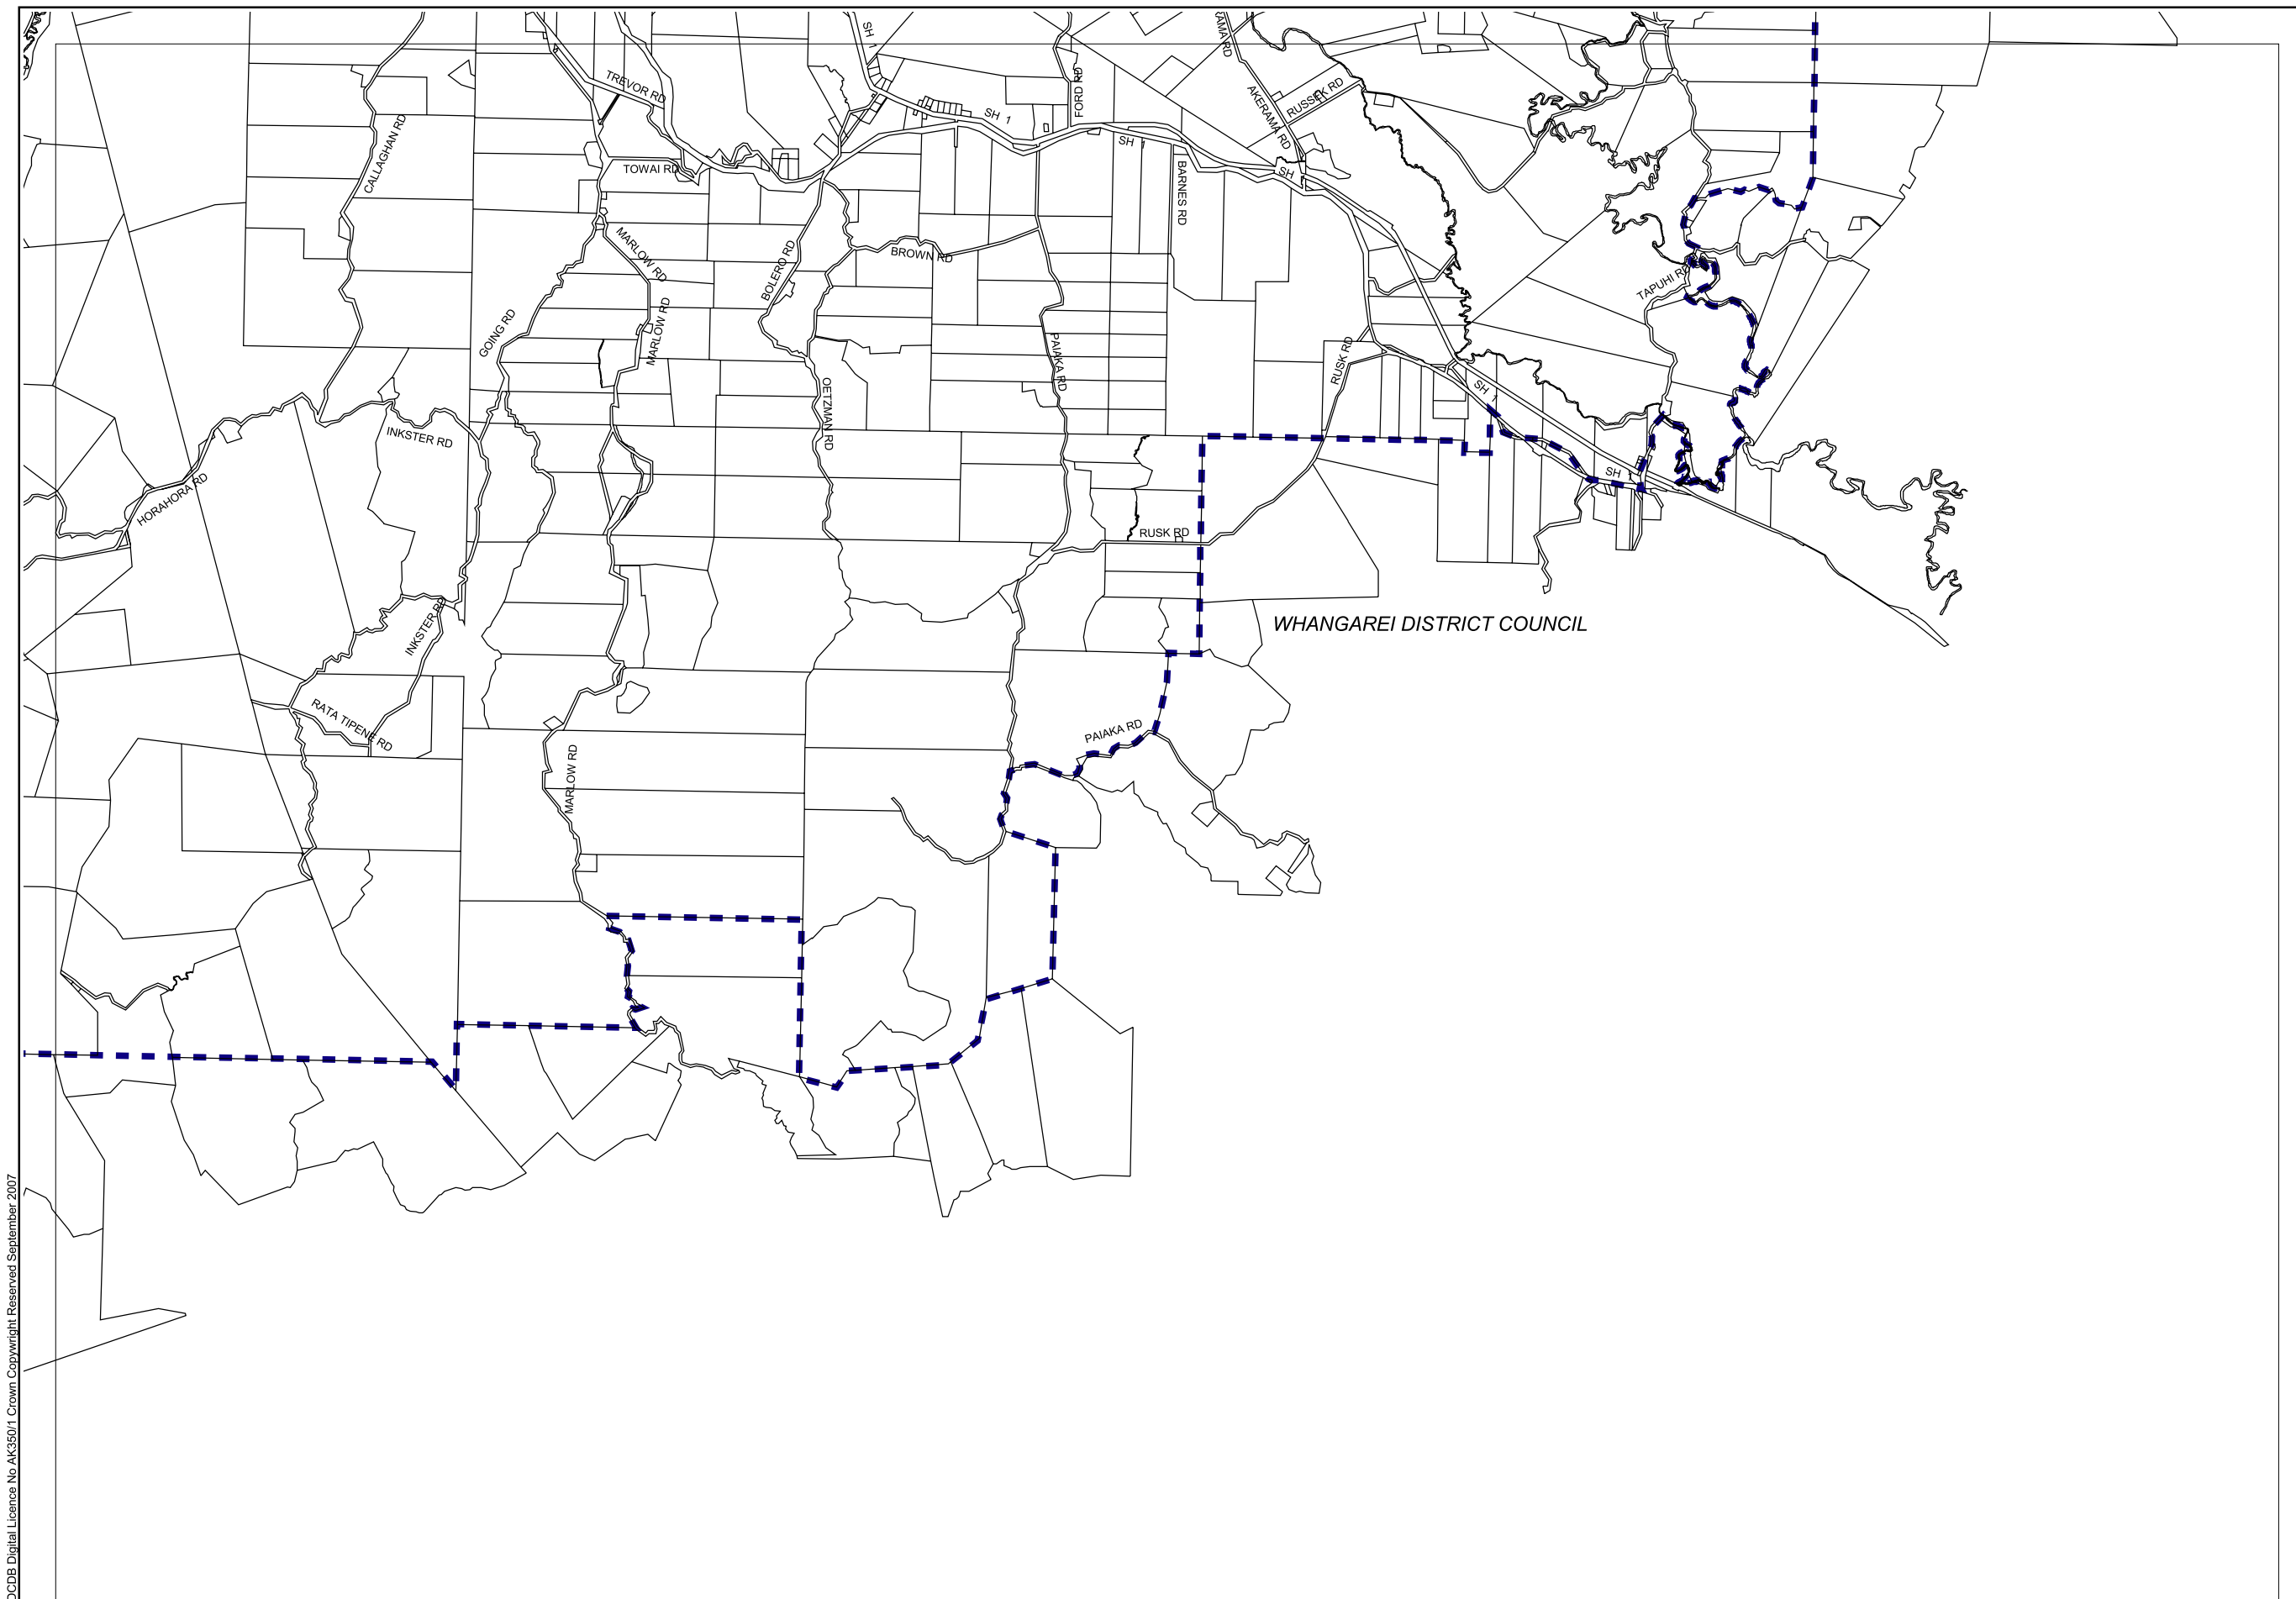 SH 1
TREVOR RD
FORD RD
AMA RD
AKERAMA RD
RUSSEK RD
CALLAGHAN RD
SH 1
SH 1
TOWAI RD
BARNES RD
SH
MARLOW RD
BOLERO RD
BROWN RD
TAPUHI RD
GOING RD
MARLOW RD
PAIAKA RD
RUSK RD
OETZMAN RD
SH 1
INKSTER RD
HORAHORA RD
SH 1
RUSK RD
INKSTER RD
WHANGAREI DISTRICT COUNCIL
RATA TIPENE RD
PAIAKA RD
MARLOW RD
DCDB Digital Licence No AK350/1 Crown Copywright Reserved September 2007